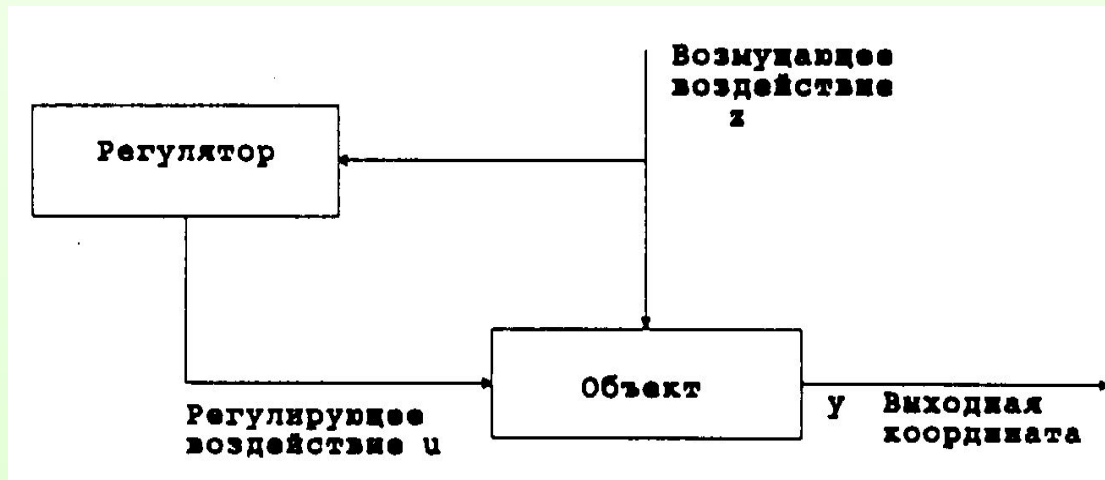 Возмущающее
воздействие
z
Регулятор
Объект
Регулирующее
воздействие u
y Выходная
координата